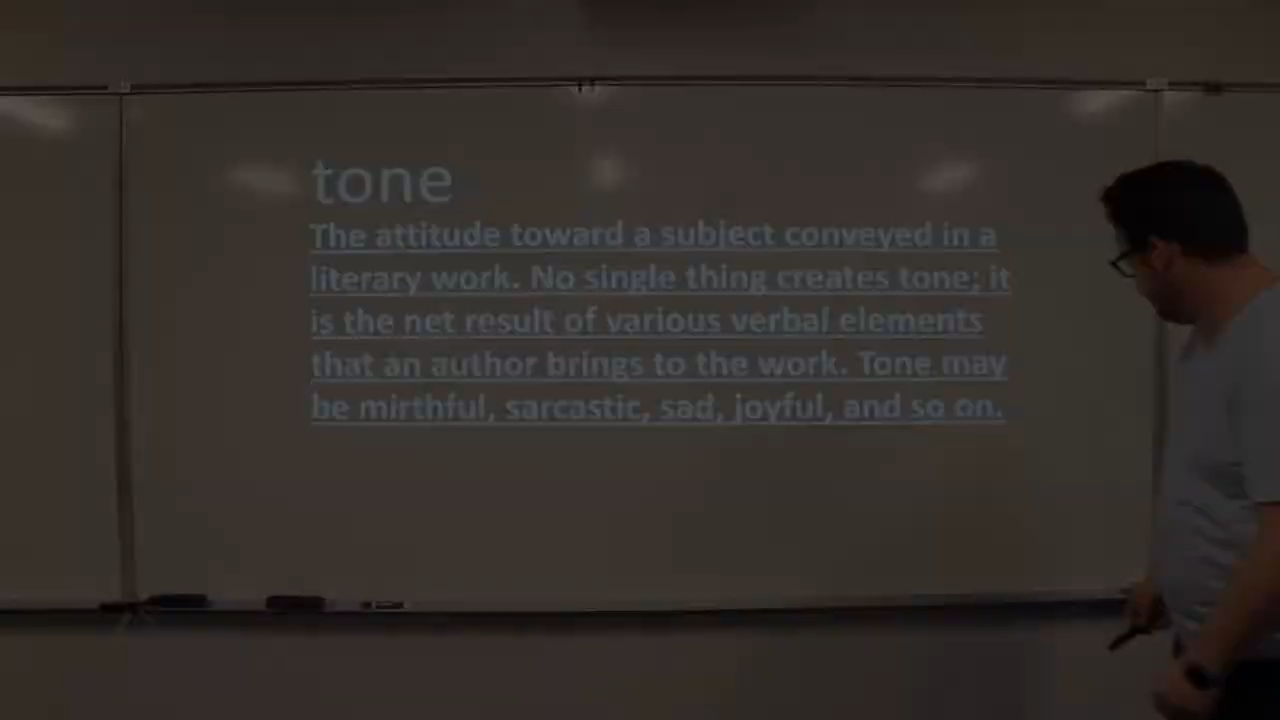 tone
The attitude toward a subject conveyed in a
literary work. No single thing creates tone; it
is the net result of various verbal elements
that an author brings to the work. Tone may
be mirthful, sarcastic, sad, joyful, and so on.